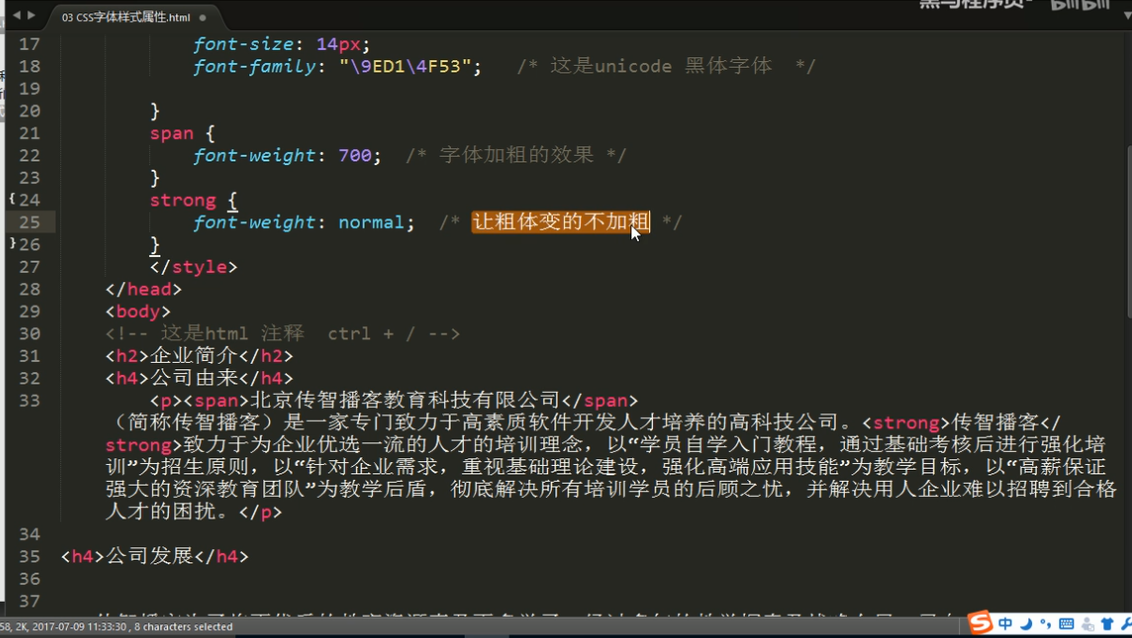 03 CSS字体样式属性.html
17 font-size: 14px;
18 font-family: "\9ED1\4F53"; /* 这是unicode 黑体字体 */
19
20 }
21 span {
22 font-weight: 700; /* 字体加粗的效果 */
23 }
24 strong {
25 font-weight: normal; /* 让粗体变的不加粗 */
26 }
27 </style>
28 </head>
29 <body>
30 <!-- 这是html 注释 ctrl + / -->
31 <h2>企业简介</h2>
32 <h4>公司由来</h4>
33 <p><span>北京传智播客教育科技有限公司</span>
（简称传智播客）是一家专门致力于高素质软件开发人才培养的高科技公司。<strong>传智播客</
strong>致力于为企业优选一流的人才的培训理念，以“学员自学入门教程，通过基础考核后进行强化培
训”为招生原则，以“针对企业需求，重视基础理论建设，强化高端应用技能”为教学目标，以“高薪保证
强大的资深教育团队”为教学后盾，彻底解决所有培训学员的后顾之忧，并解决用人企业难以招聘到合格
人才的困扰。</p>
34
35 <h4>公司发展</h4>
36
37
58, 2K, 2017-07-09 11:33:30, 8 characters selected
中